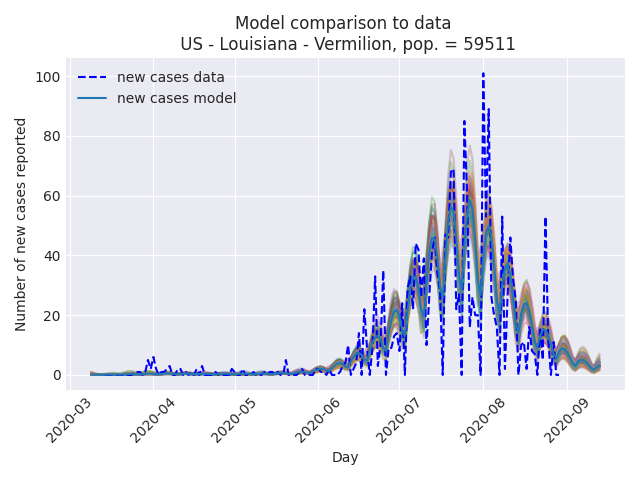 Model comparison to data
US - Louisiana - Vermilion, pop. = 59511
new cases data
new cases model
Number of new cases reported
100
80
60
40
20
0
2020-03
2020-04
2020-05
2020-06
2020-07
2020-08
2020-09
Day